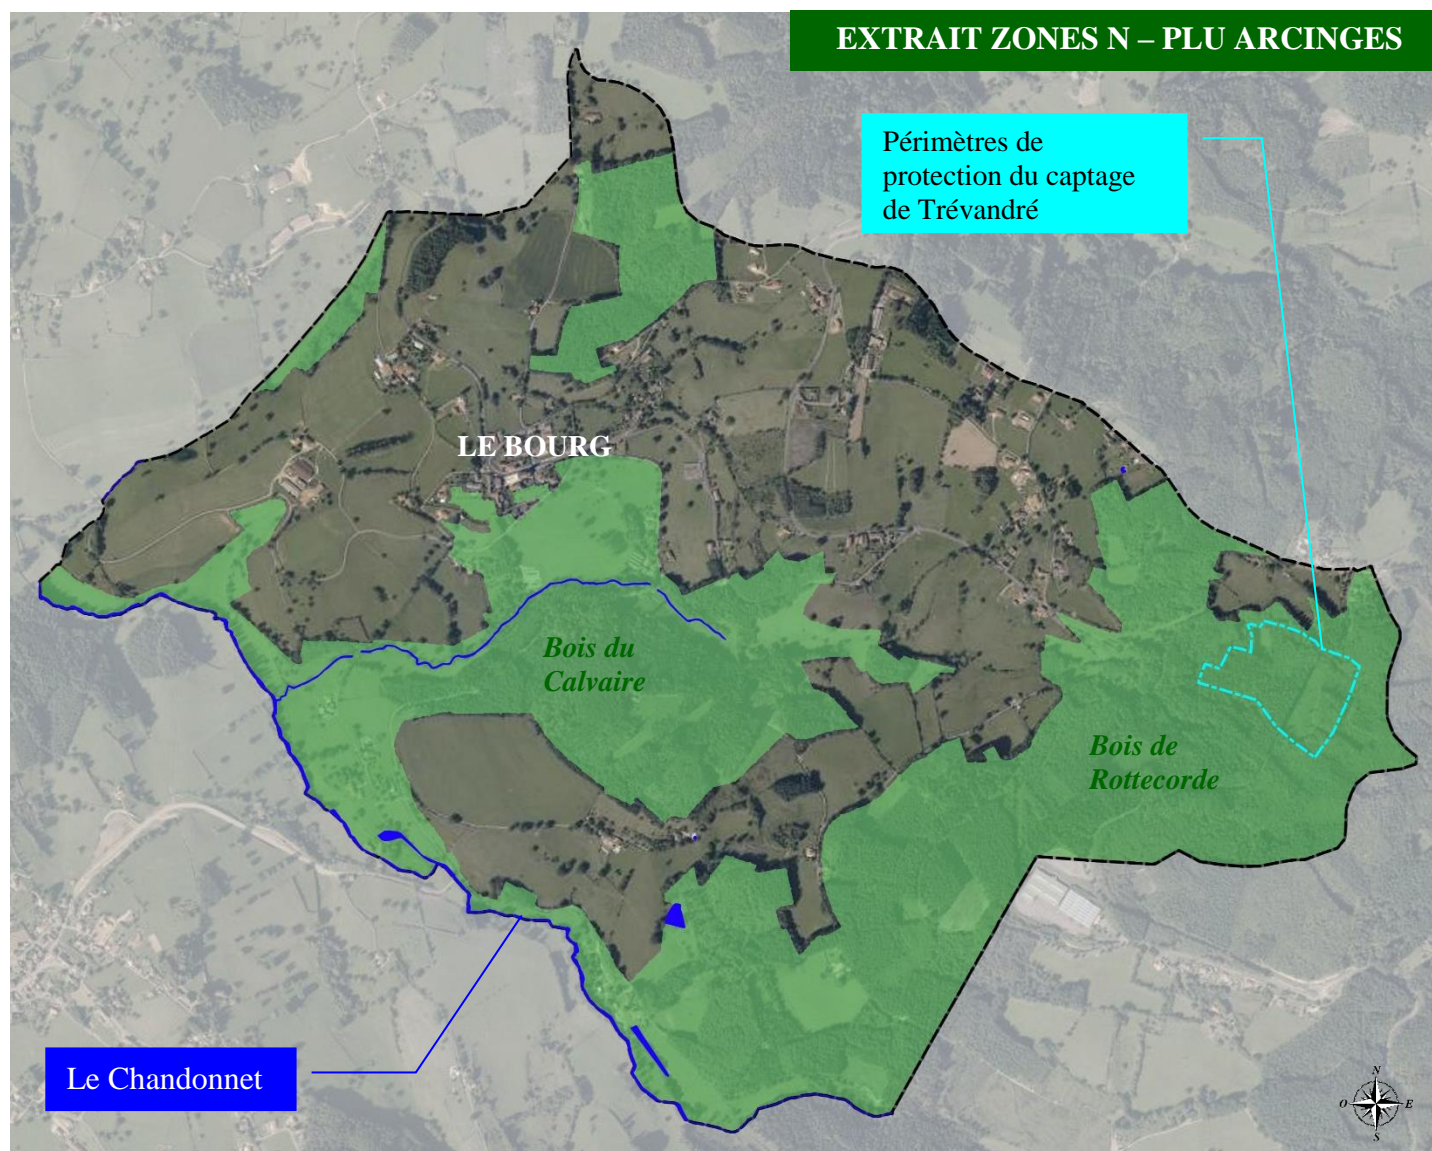 EXTRAIT ZONES N – PLU ARCINGES
Périmètres de
protection du captage
de Trévandré
LE BOURG
Bois du
Calvaire
Bois de
Rottecorde
Le Chandonnet
N
O
E
S